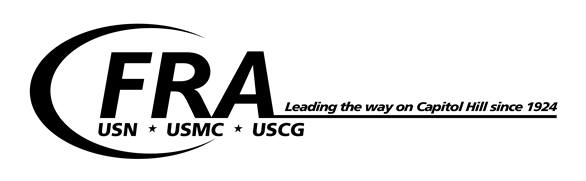 FRA
Leading the way on Capitol Hill since 1924
USN ★ USMC ★ USCG